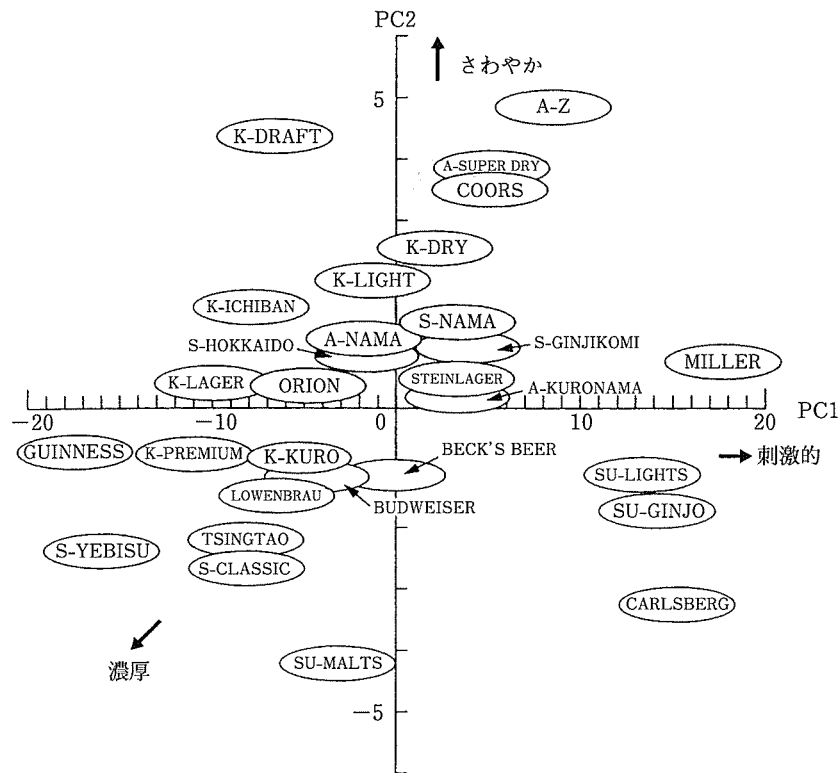 PC2
さわやか
5
A-Z
K-DRAFT
A-SUPER DRY
COORS
K-DRY
K-LIGHT
K-ICHIBAN
S-NAMA
A-NAMA
S-HOKKAIDO
S-GINJIKOMI
MILLER
K-LAGER
ORION
STEINLAGER
A-KURONAMA
-20
-10
0
10
20
PC1
GUINNESS
K-PREMIUM
K-KURO
BECK'S BEER
刺激的
SU-LIGHTS
LOWENBRAU
BUDWEISER
SU-GINJO
TSINGTAO
S-YEBISU
S-CLASSIC
CARLSBERG
濃厚
SU-MALTS
-5